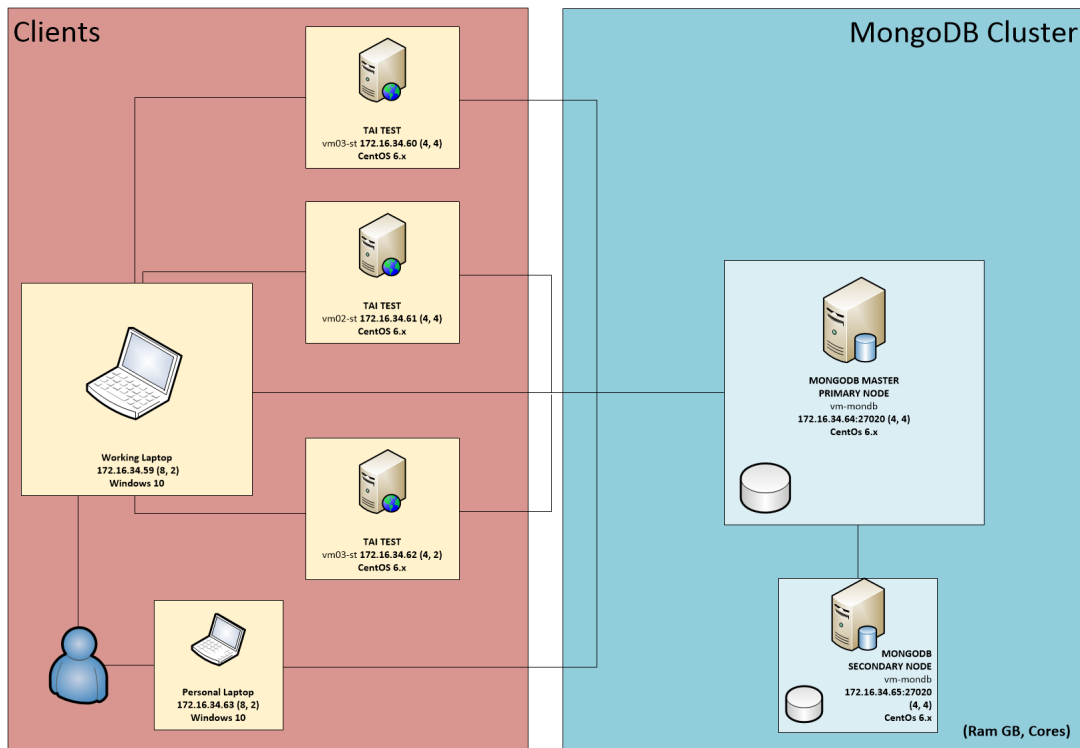 Clients
MongoDB Cluster
TAI TEST
vm03-st 172.16.34.60 (4, 4)
CentOS 6.x
TAI TEST
vm02-st 172.16.34.61 (4, 4)
CentOS 6.x
Working Laptop
172.16.34.59 (8, 2)
Windows 10
TAI TEST
vm03-st 172.16.34.62 (4, 2)
CentOS 6.x
Personal Laptop
172.16.34.63 (8, 2)
Windows 10
MONGODB MASTER
PRIMARY NODE
vm-mondb
172.16.34.64:27020 (4, 4)
CentOs 6.x
MONGODB
SECONDARY NODE
vm-mondb
172.16.34.65:27020
(4, 4)
CentOs 6.x
(Ram GB, Cores)